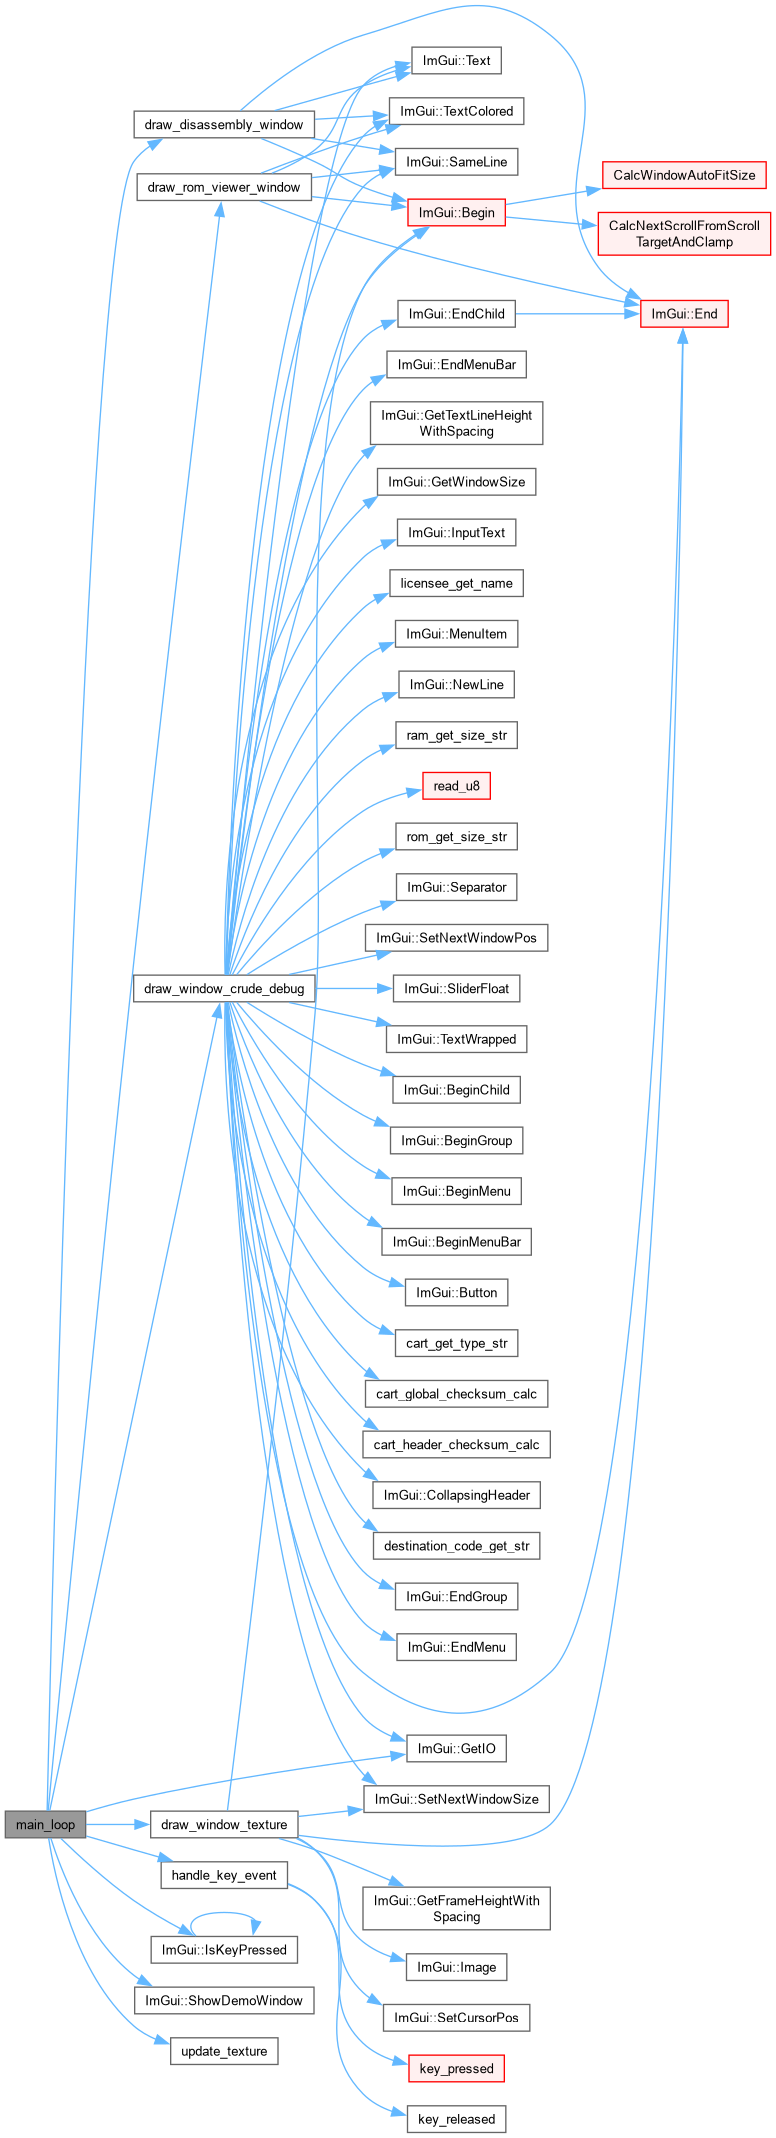 ImGui::Text
ImGui::TextColored
draw_disassembly_window
ImGui::SameLine
CalcWindowAutoFitSize
draw_rom_viewer_window
ImGui::Begin
CalcNextScrollFromScroll
TargetAndClamp
ImGui::EndChild
ImGui::End
ImGui::EndMenuBar
ImGui::GetTextLineHeight
WithSpacing
ImGui::GetWindowSize
ImGui::InputText
licensee_get_name
ImGui::MenuItem
ImGui::NewLine
ram_get_size_str
read_u8
rom_get_size_str
ImGui::Separator
ImGui::SetNextWindowPos
draw_window_crude_debug
ImGui::SliderFloat
ImGui::TextWrapped
ImGui::BeginChild
ImGui::BeginGroup
ImGui::BeginMenu
ImGui::BeginMenuBar
ImGui::Button
cart_get_type_str
cart_global_checksum_calc
cart_header_checksum_calc
ImGui::CollapsingHeader
destination_code_get_str
ImGui::EndGroup
ImGui::EndMenu
ImGui::GetIO
ImGui::SetNextWindowSize
main_loop
draw_window_texture
handle_key_event
ImGui::GetFrameHeightWith
Spacing
ImGui::IsKeyPressed
ImGui::Image
ImGui::ShowDemoWindow
ImGui::SetCursorPos
update_texture
key_pressed
key_released